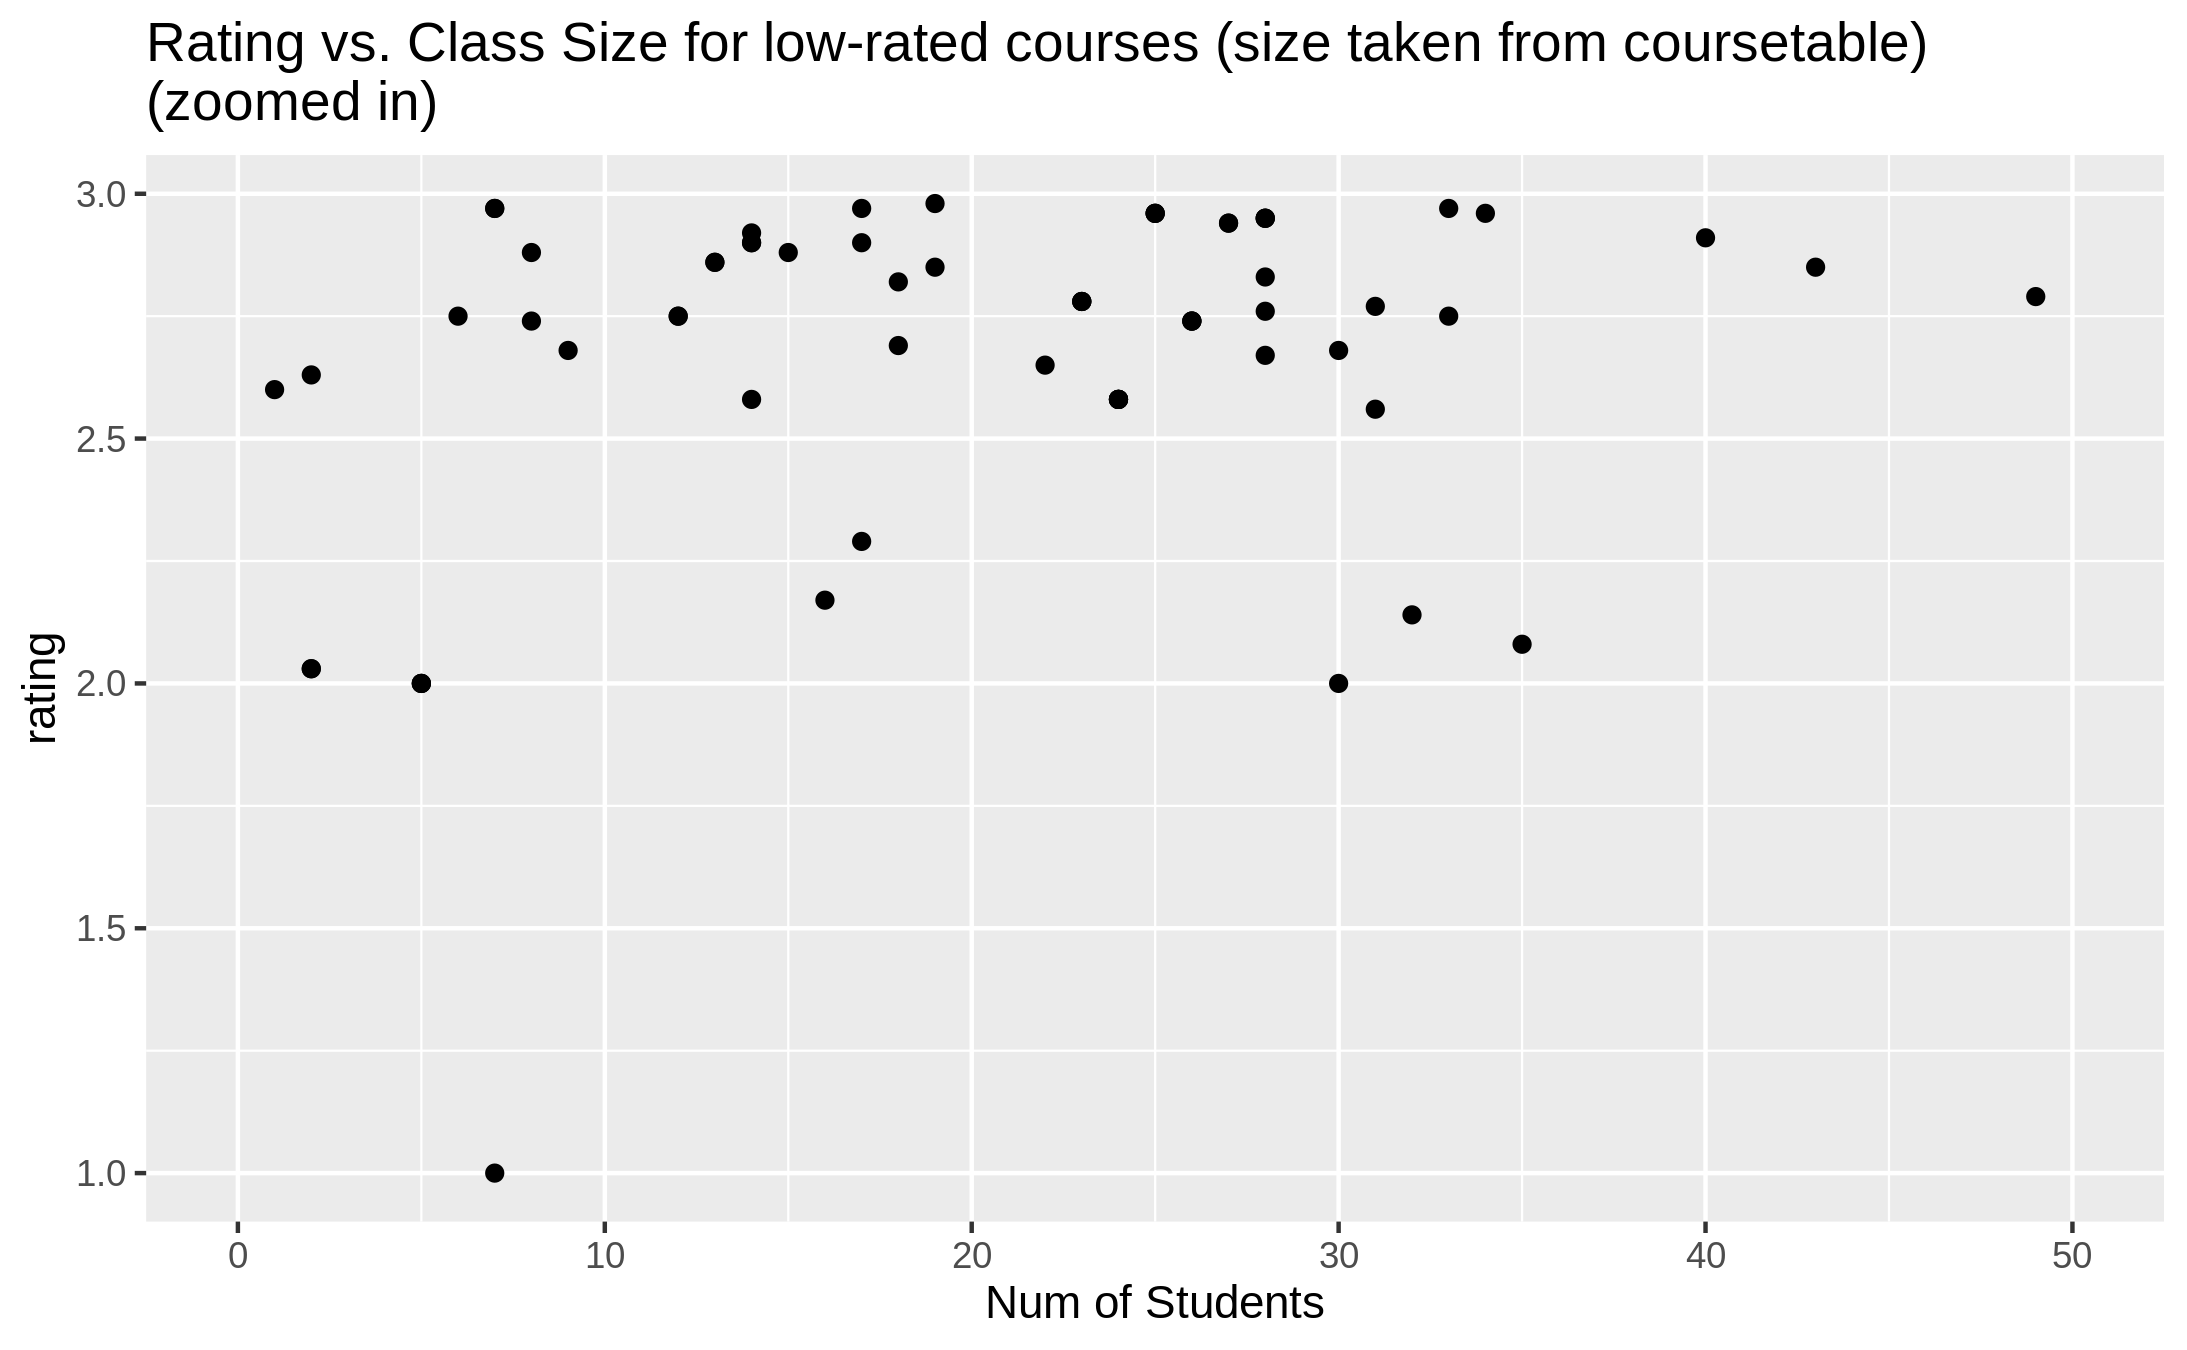 Rating vs. Class Size for low-rated courses (size taken from coursetable)
(zoomed in)
3.0
2.5
2.0
1.5
1.0
rating
0 10 20 30 40 50
Num of Students